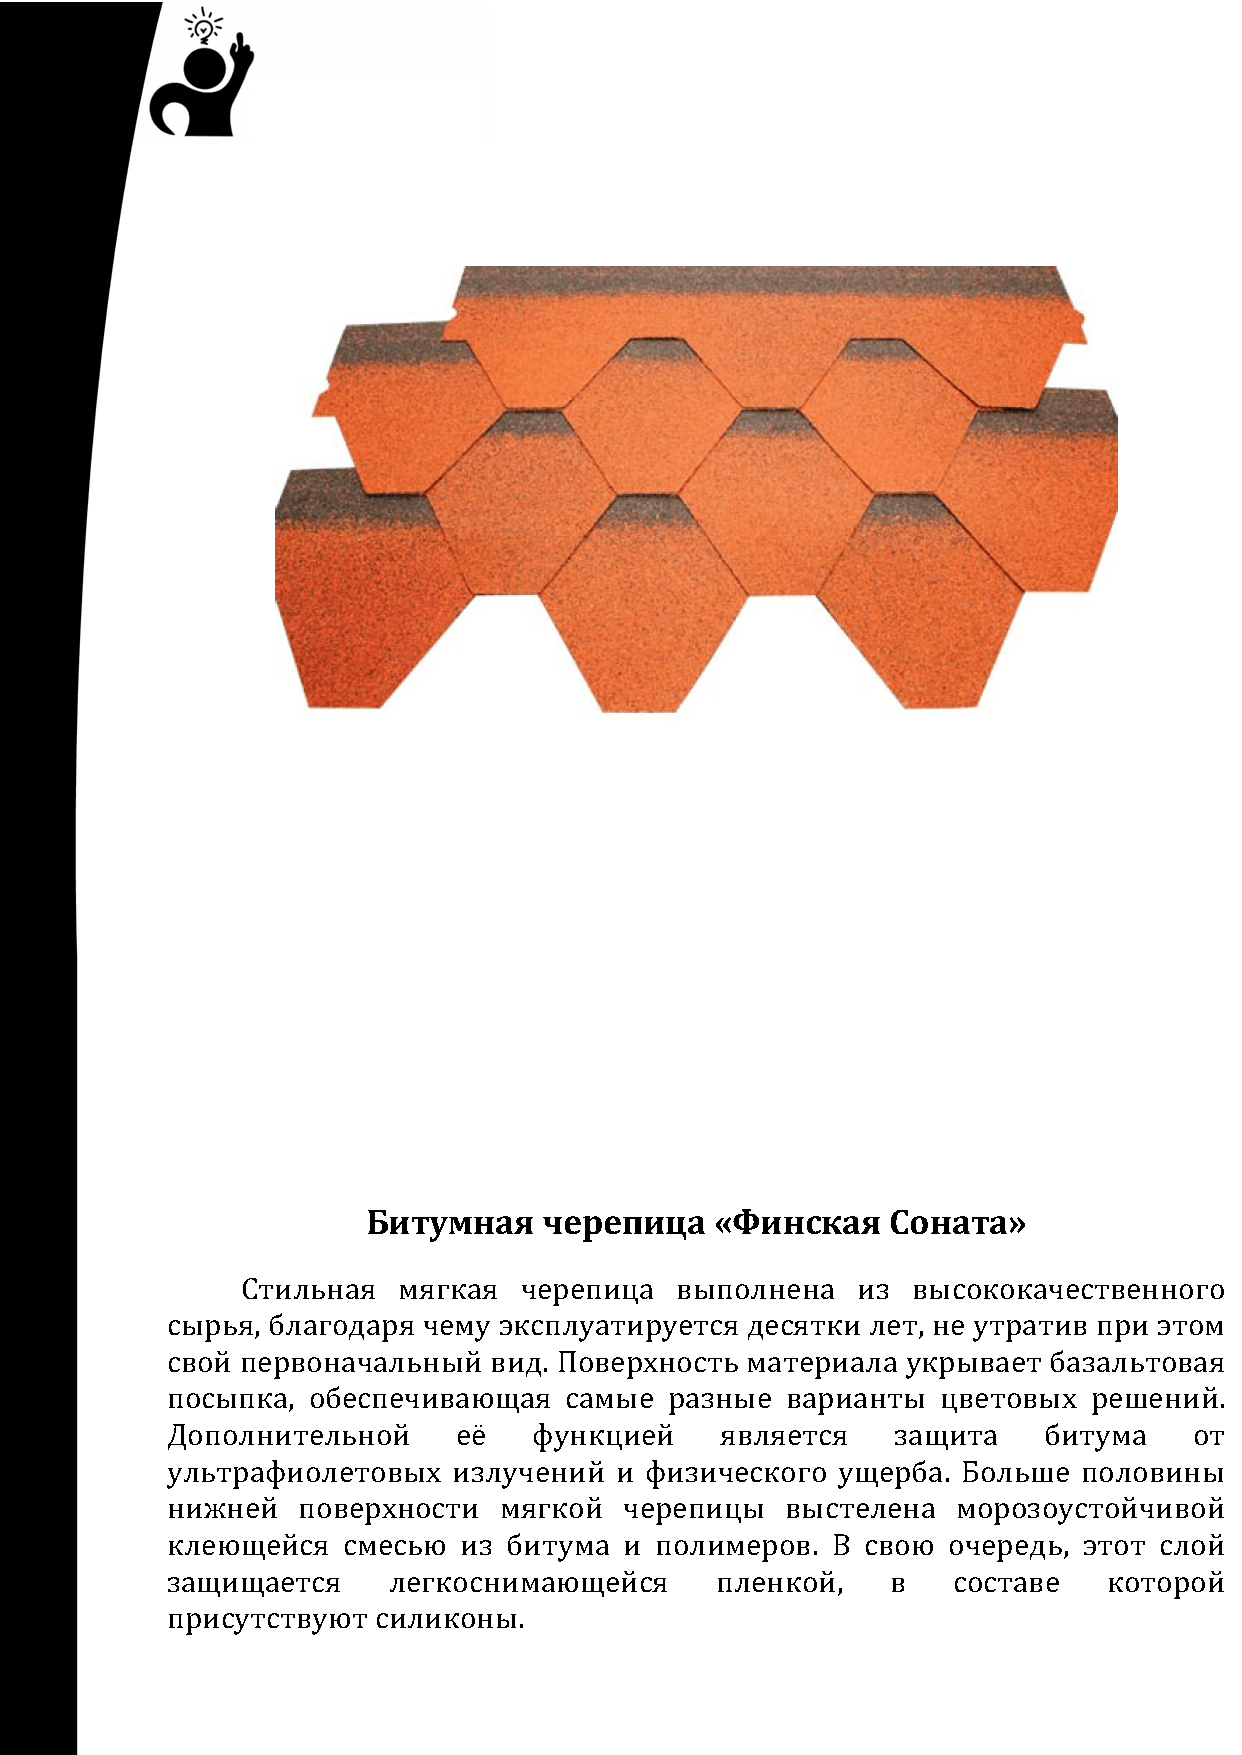 Битумная черепица «Финская Соната»
Стильная мягкая черепица выполнена из высококачественного
сырья, благодаря чему эксплуатируется десятки лет, не утратив при этом
свой первоначальный вид. Поверхность материала укрывает базальтовая
посыпка, обеспечивающая самые разные варианты цветовых решений.
Дополнительной её функцией является защита битума от
ультрафиолетовых излучений и физического ущерба. Больше половины
нижней поверхности мягкой черепицы выстелена морозоустойчивой
клеющейся смесью из битума и полимеров. В свою очередь, этот слой
защищается легкоснимающейся пленкой, в составе которой
присутствуют силиконы.